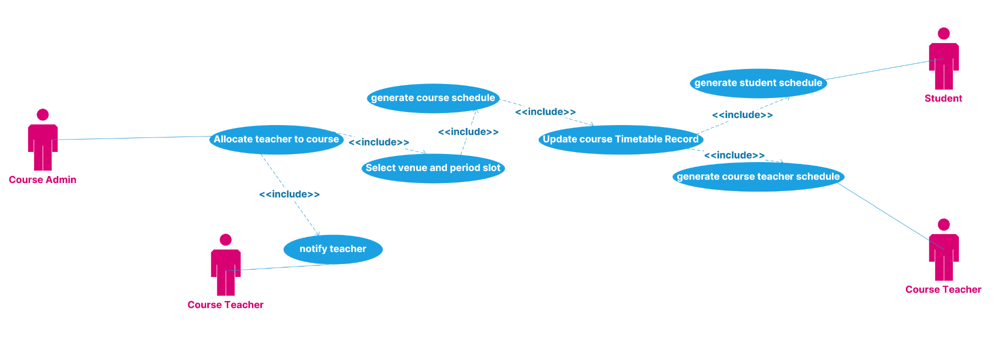 Student
generate student schedule
generate course schedule
<<include>>
<<include>>
<<include>>
Course Admin
Allocate teacher to course
<<include>>
Update course Timetable Record
<<include>>
Select venue and period slot
generate course teacher schedule
<<include>>
notify teacher
Course Teacher
Course Teacher